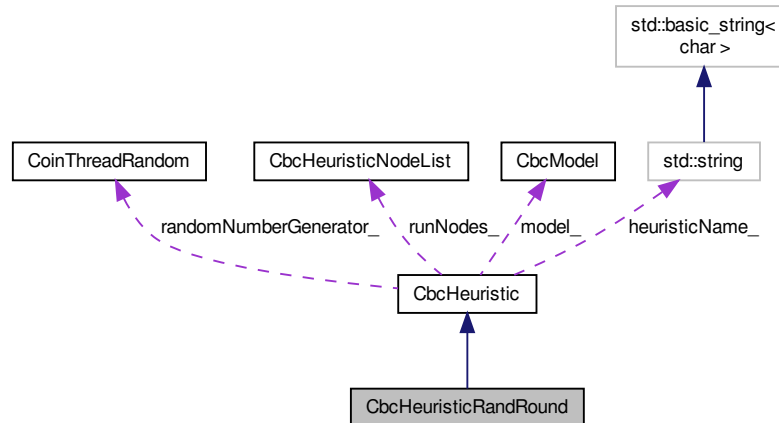 std::basic_string<
char >
CoinThreadRandom
CbcHeuristicNodeList
CbcModel
std::string
randomNumberGenerator_
runNodes_
model_
heuristicName_
CbcHeuristic
CbcHeuristicRandRound